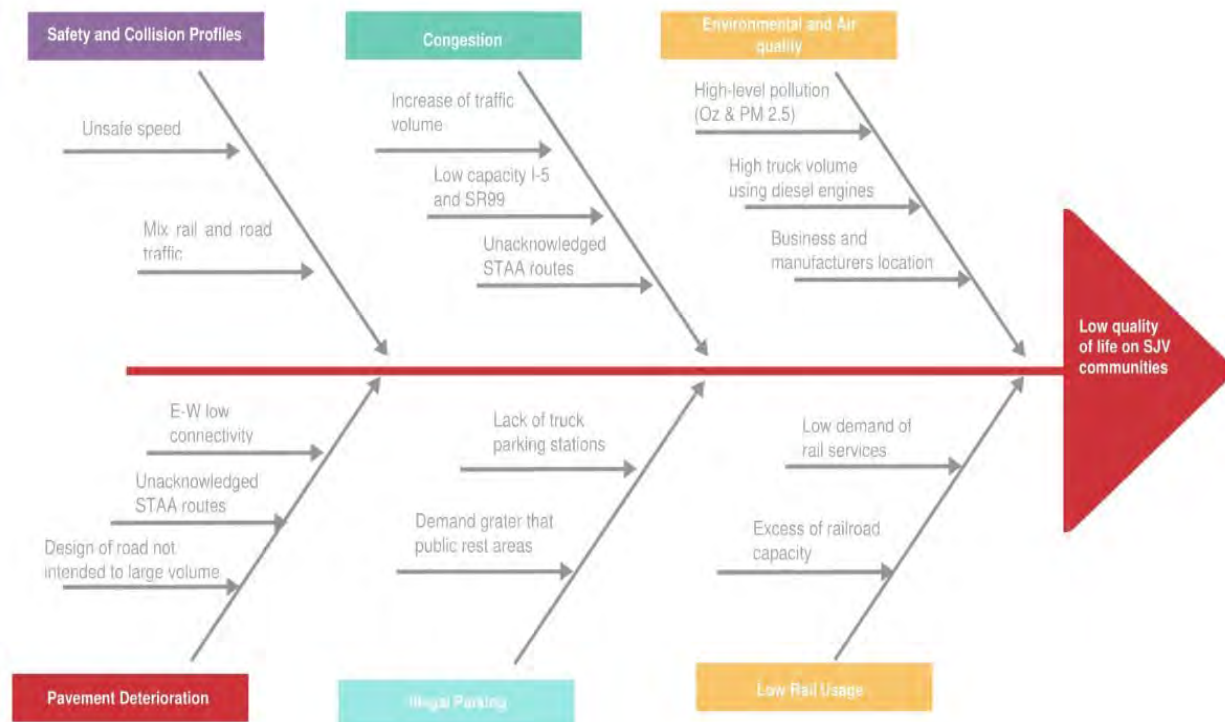 Safety and Collision Profiles
Congestion
Environmental and Air
quality
Unsafe speed
Mix rail and road
traffic
Increase of traffic
volume
Low capacity I-5
and SR99
Unacknowledged
STAA routes
High-level pollution
(Oz & PM 2.5)
High truck volume
using diesel engines
Business and
manufacturers location
Low quality
of life on SJV
communities
E-W low
connectivity
Unacknowledged
STAA routes
Design of road not
intended to large volume
Lack of truck
parking stations
Demand grater that
public rest areas
Low demand of
rail services
Excess of railroad
capacity
Pavement Deterioration
Illegal Parking
Low Rail Usage